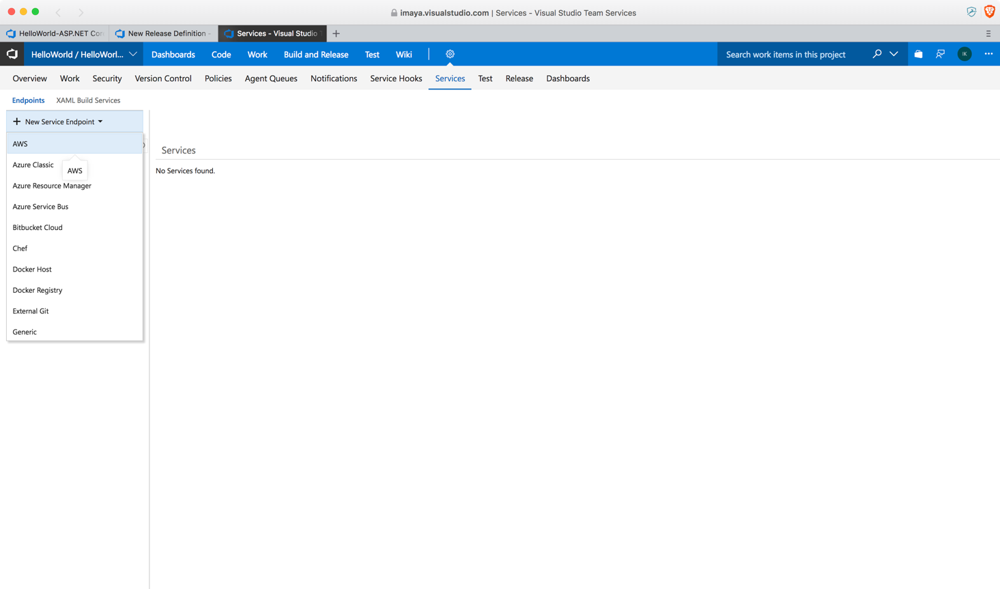 imaya.visualstudio.com | Services - Visual Studio Team Services
HelloWorld-ASP.NET Cor
New Release Definition -
Services - Visual Studio T
HelloWorld / HelloWorl...
Dashboards
Code
Work
Build and Release
Test
Wiki
Search work items in this project
IK
Overview
Work
Security
Version Control
Policies
Agent Queues
Notifications
Service Hooks
Services
Test
Release
Dashboards
Endpoints
XAML Build Services
New Service Endpoint
AWS
Azure Classic
AWS
Azure Resource Manager
Azure Service Bus
Bitbucket Cloud
Chef
Docker Host
Docker Registry
External Git
Generic
Services
No Services found.